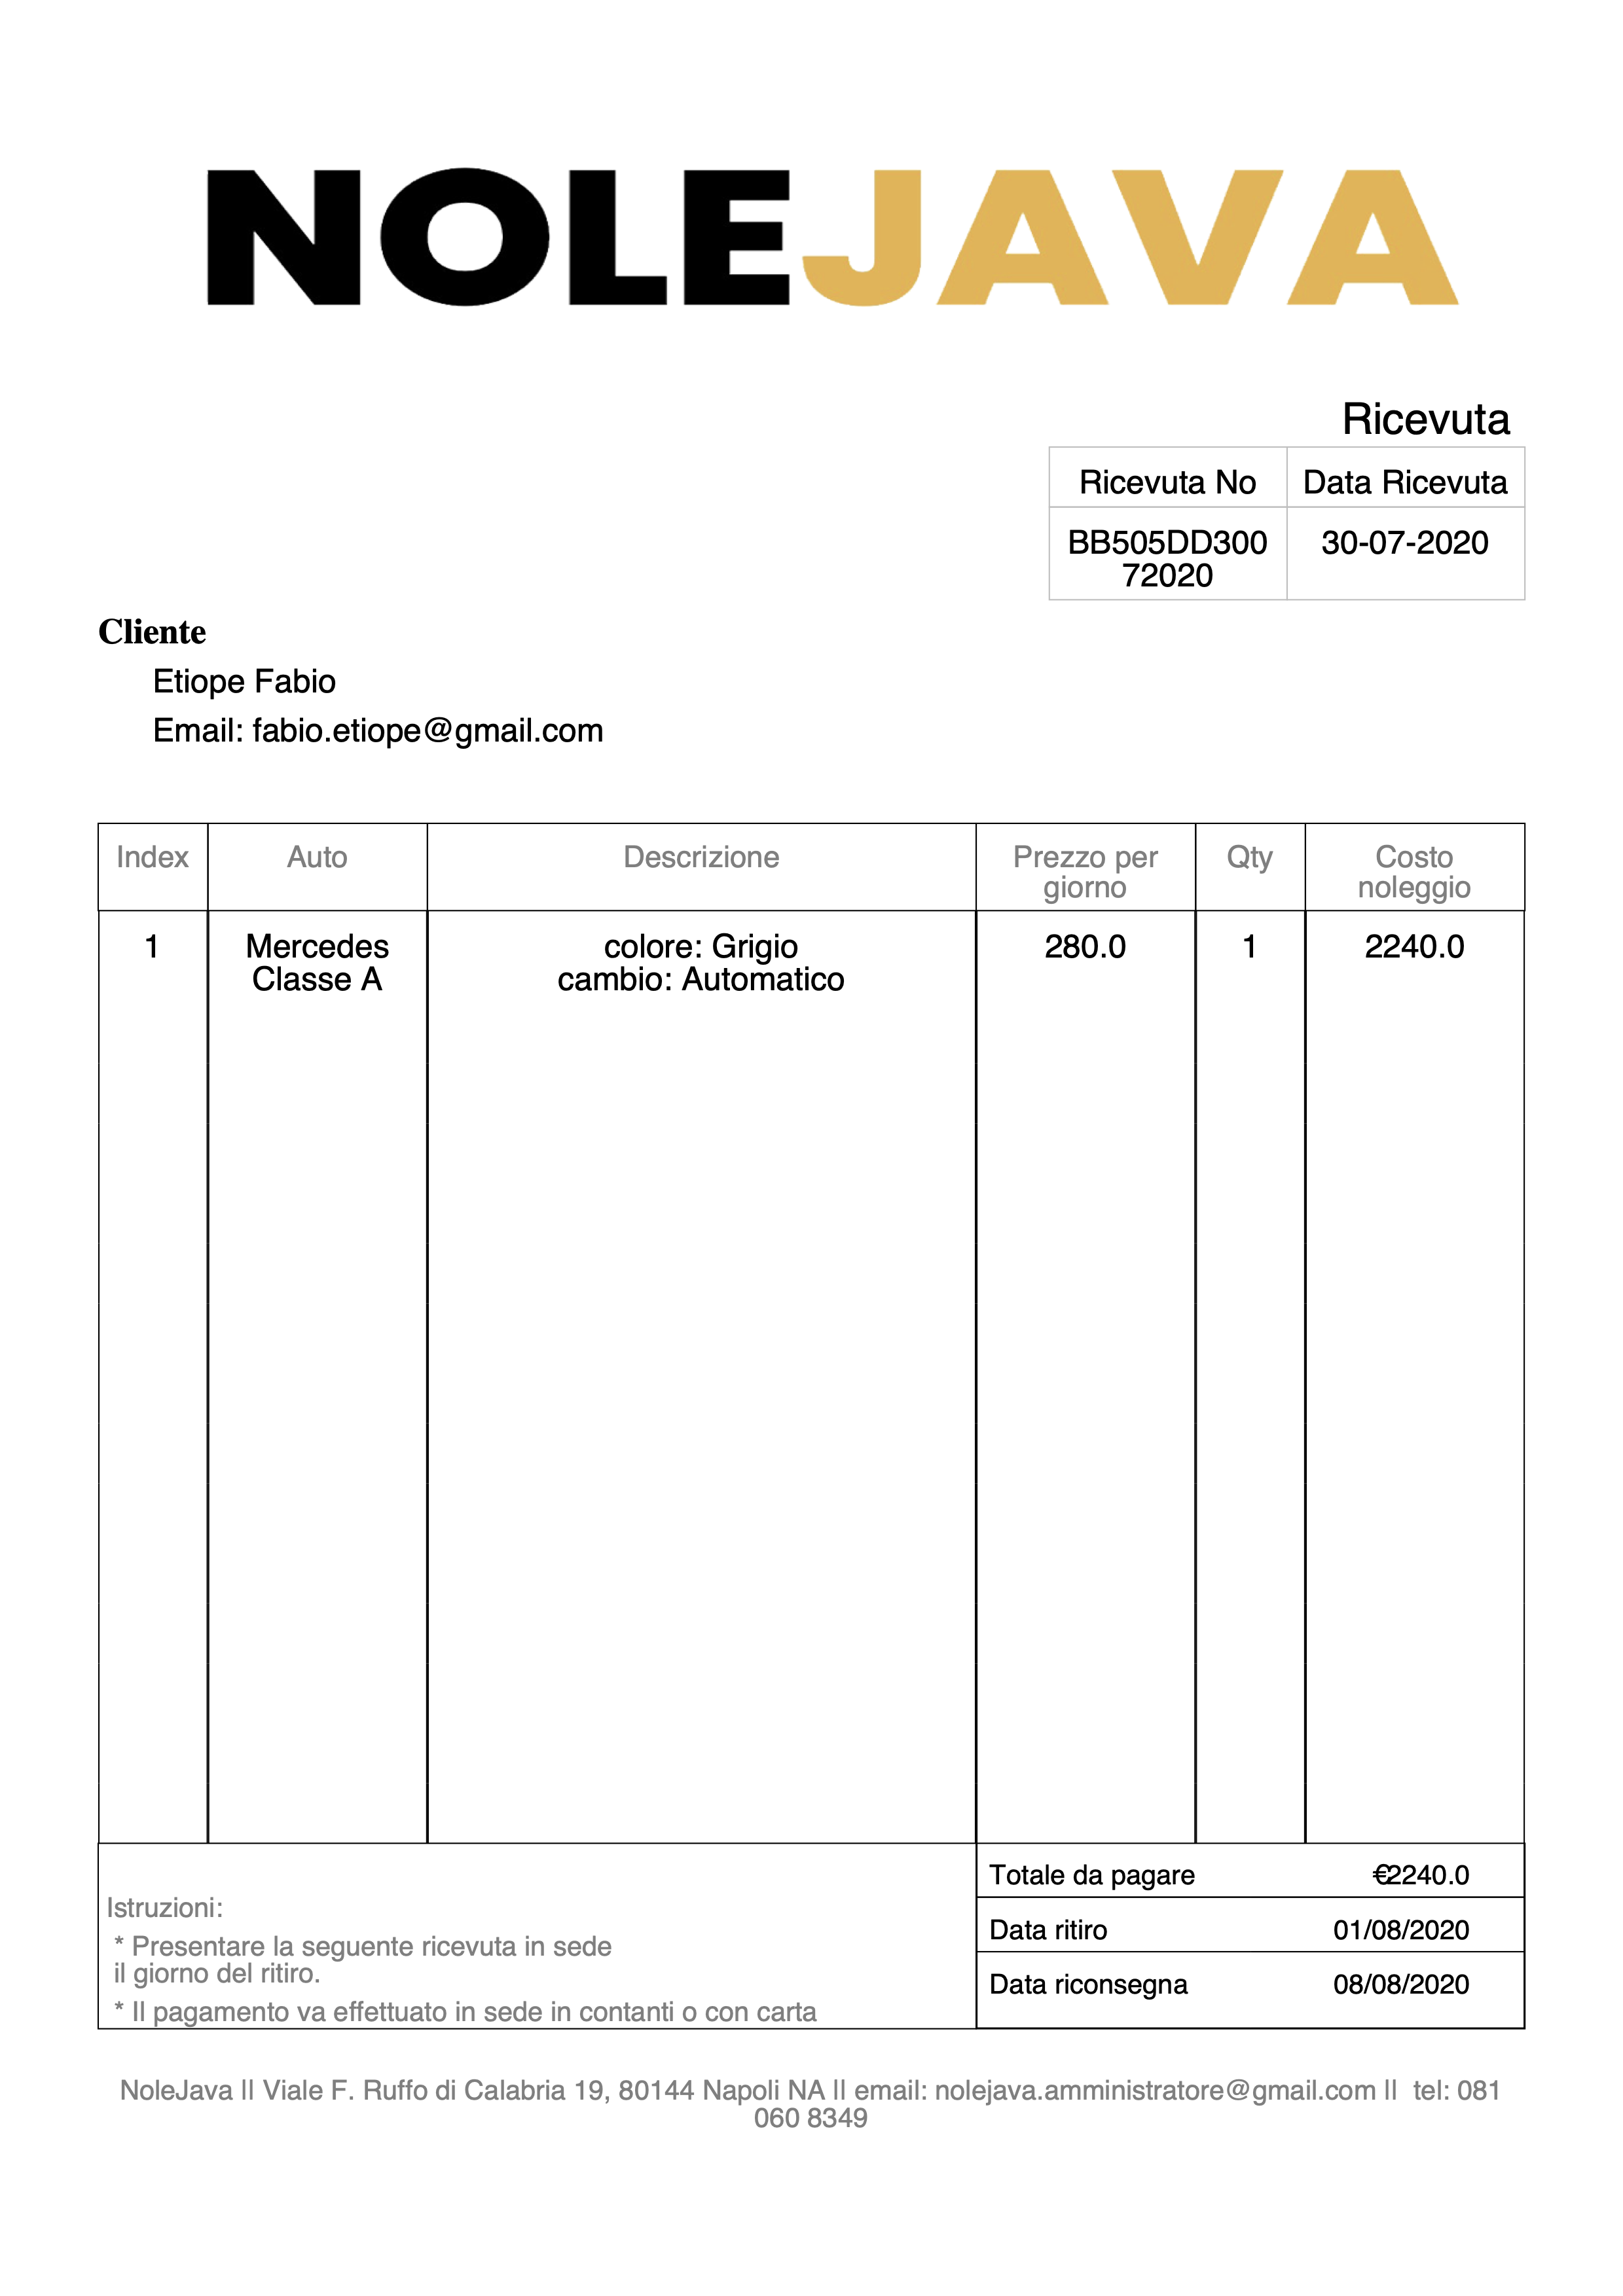 NOLEJAVA
Ricevuta
Ricevuta No
Data Ricevuta
BB505DD300
72020
30-07-2020
Cliente
Etiope Fabio
Email: fabio.etiope@gmail.com
Index
Auto
Descrizione
Prezzo per
giorno
Qty
Costo
noleggio
1
Mercedes
Classe A
colore: Grigio
cambio: Automatico
280.0
1
2240.0
Totale da pagare
€2240.0
Data ritiro
01/08/2020
Data riconsegna
08/08/2020
Istruzioni:
* Presentare la seguente ricevuta in sede
il giorno del ritiro.
* Il pagamento va effettuato in sede in contanti o con carta
NoleJava || Viale F. Ruffo di Calabria 19, 80144 Napoli NA || email: nolejava.amministratore@gmail.com || tel: 081
060 8349